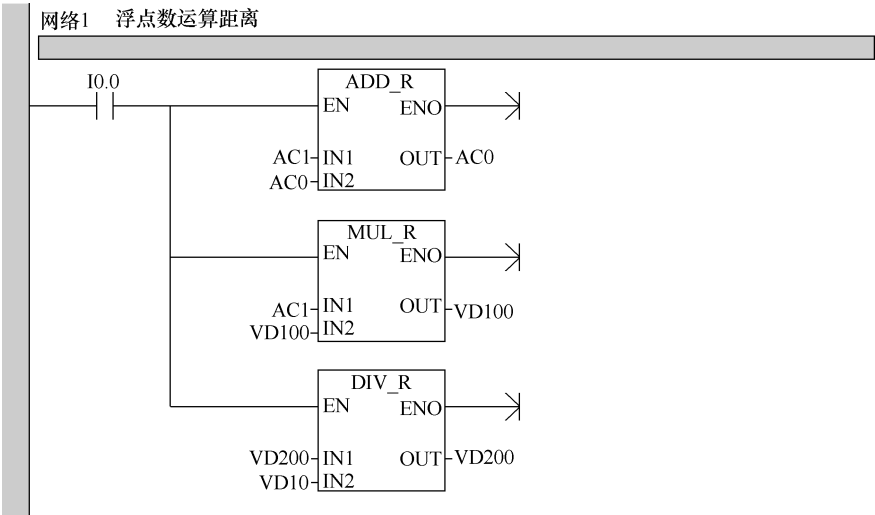 网络1 浮点数运算距离
I0.0
ADD_R
EN ENO
AC1 IN1 OUT AC0
AC0 IN2
MUL_R
EN ENO
AC1 IN1 OUT VD100
VD100 IN2
DIV_R
EN ENO
VD200 IN1 OUT VD200
VD10 IN2